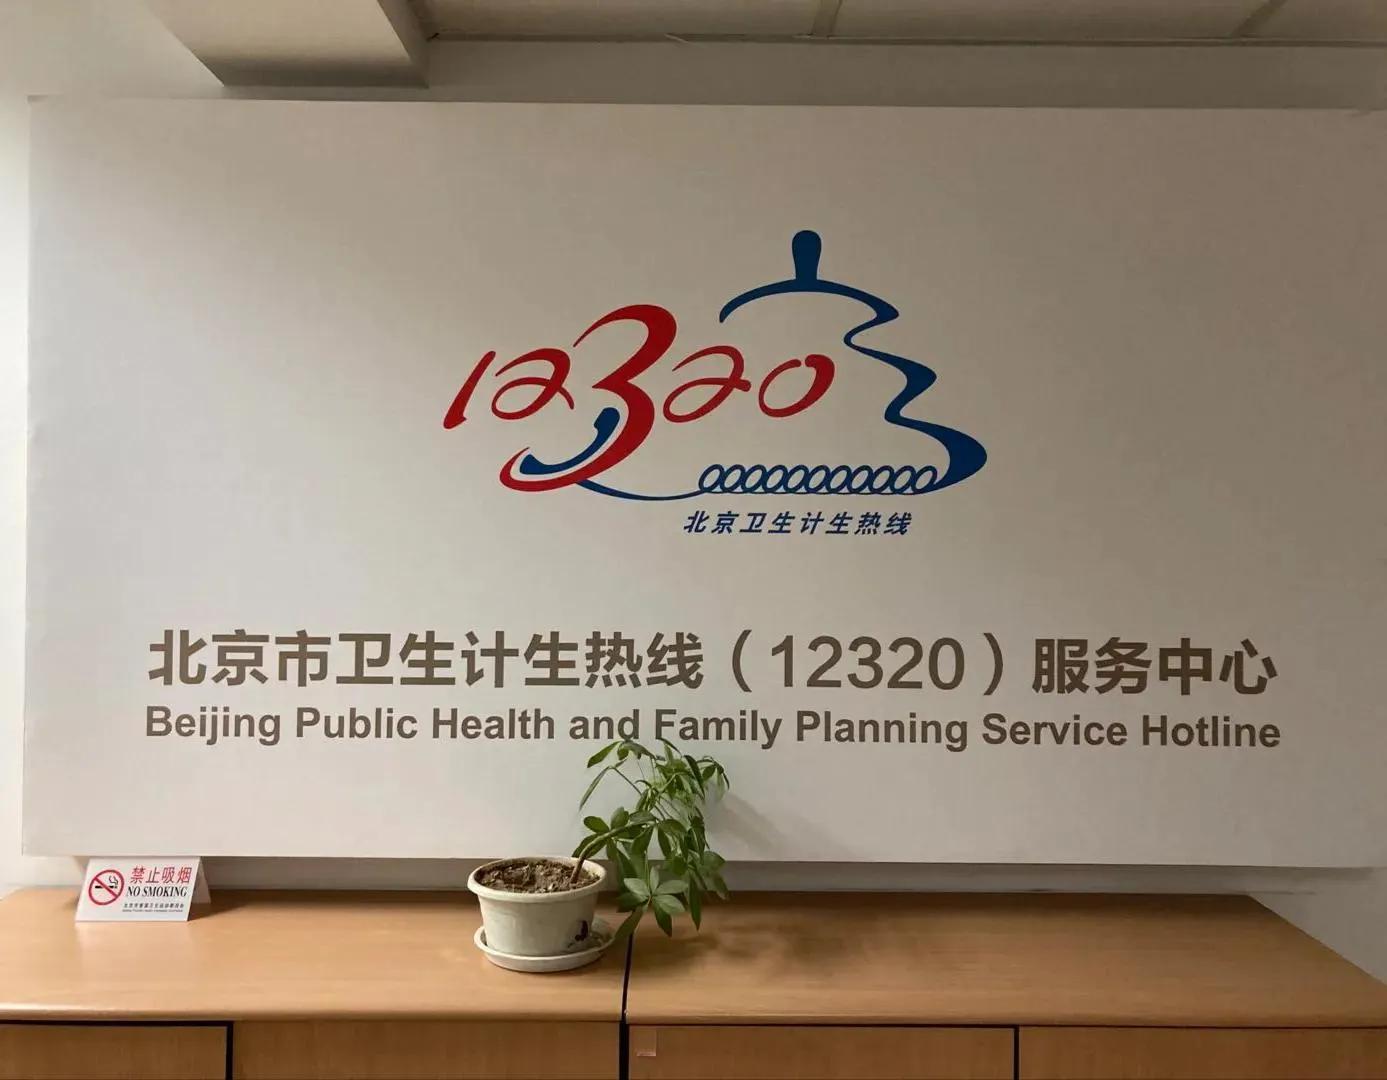 12320
北京卫生计生热线
北京市卫生计生热线（12320）服务中心
Beijing Public Health and Family Planning Service Hotline
禁止吸烟
NO SMOKING